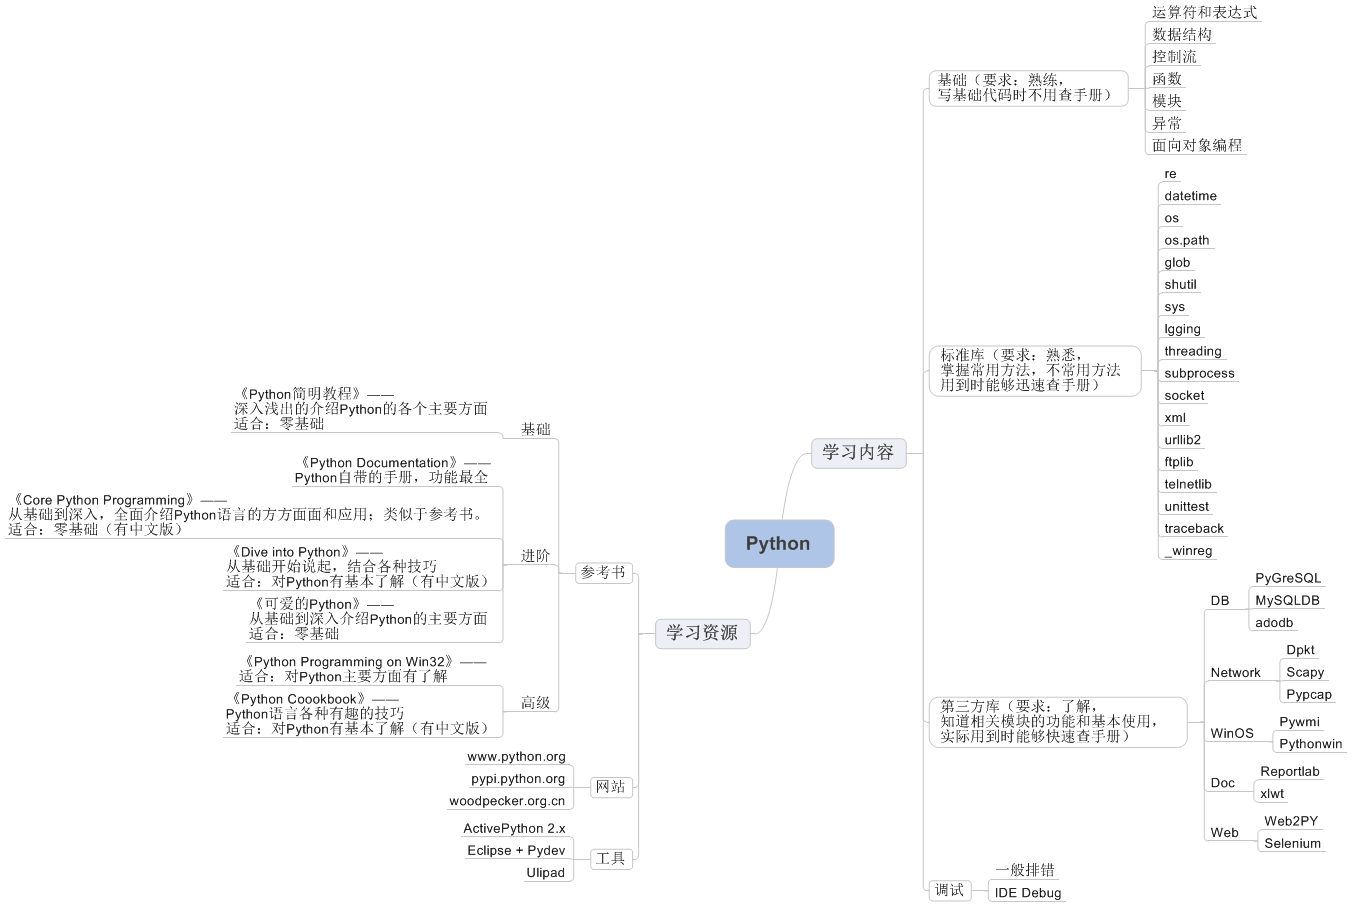 Python
学习内容
基础（要求：熟练，
写基础代码时不用查手册）
运算符和表达式
数据结构
控制流
函数
模块
异常
面向对象编程
标准库（要求：熟悉，
掌握常用方法，不常用方法
用到时能够迅速查手册）
re
datetime
os
os.path
glob
shutil
sys
lgging
threading
subprocess
socket
xml
urllib2
ftplib
telnetlib
unittest
traceback
_winreg
第三方库（要求：了解，
知道相关模块的功能和基本使用，
实际用到时能够快速查手册）
DB
PyGreSQL
MySQLDB
adodb
Network
Dpkt
Scapy
Pypcap
WinOS
Pywmi
Pythonwin
Doc
Reportlab
xlwt
Web
Web2PY
Selenium
调试
一般排错
IDE Debug
学习资源
参考书
基础
《Python简明教程》——
深入浅出的介绍Python的各个主要方面
适合：零基础
进阶
《Python Documentation》——
Python自带的手册，功能最全
《Core Python Programming》——
从基础到深入，全面介绍Python语言的方方面面和应用；类似于参考书。
适合：零基础（有中文版）
《Dive into Python》——
从基础开始说起，结合各种技巧
适合：对Python有基本了解（有中文版）
《可爱的Python》——
从基础到深入介绍Python的主要方面
适合：零基础
高级
《Python Programming on Win32》——
适合：对Python主要方面有了解
《Python Coookbook》——
Python语言各种有趣的技巧
适合：对Python有基本了解（有中文版）
网站
www.python.org
pypi.python.org
woodpecker.org.cn
工具
ActivePython 2.x
Eclipse + Pydev
Ulipad